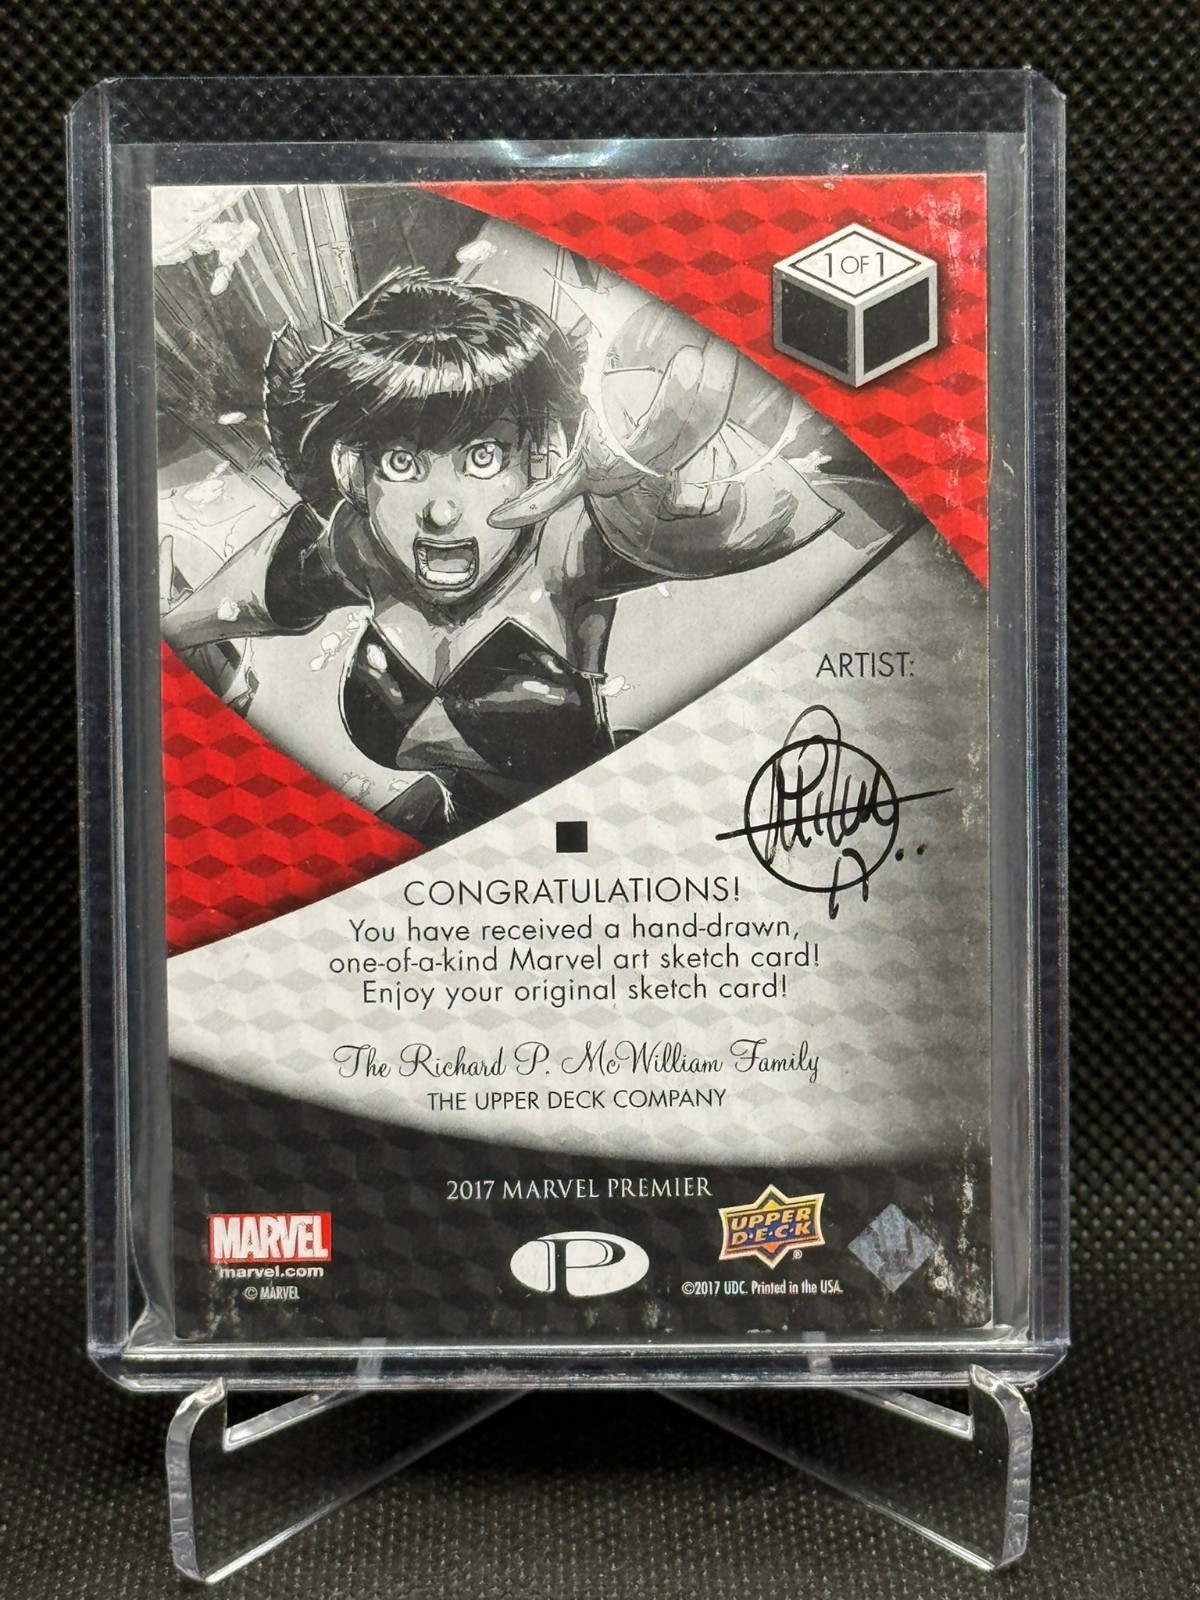 1 OF 1
ARTIST:
CONGRATULATIONS!
You have received a hand-drawn,
one-of-a-kind Marvel art sketch card!
Enjoy your original sketch card!
The Richard P. McWilliam Family
THE UPPER DECK COMPANY
2017 MARVEL PREMIER
MARVEL
marvel.com
© MARVEL
P
UPPER
D·E·C·K
®
©2017 UDC. Printed in the USA.
®